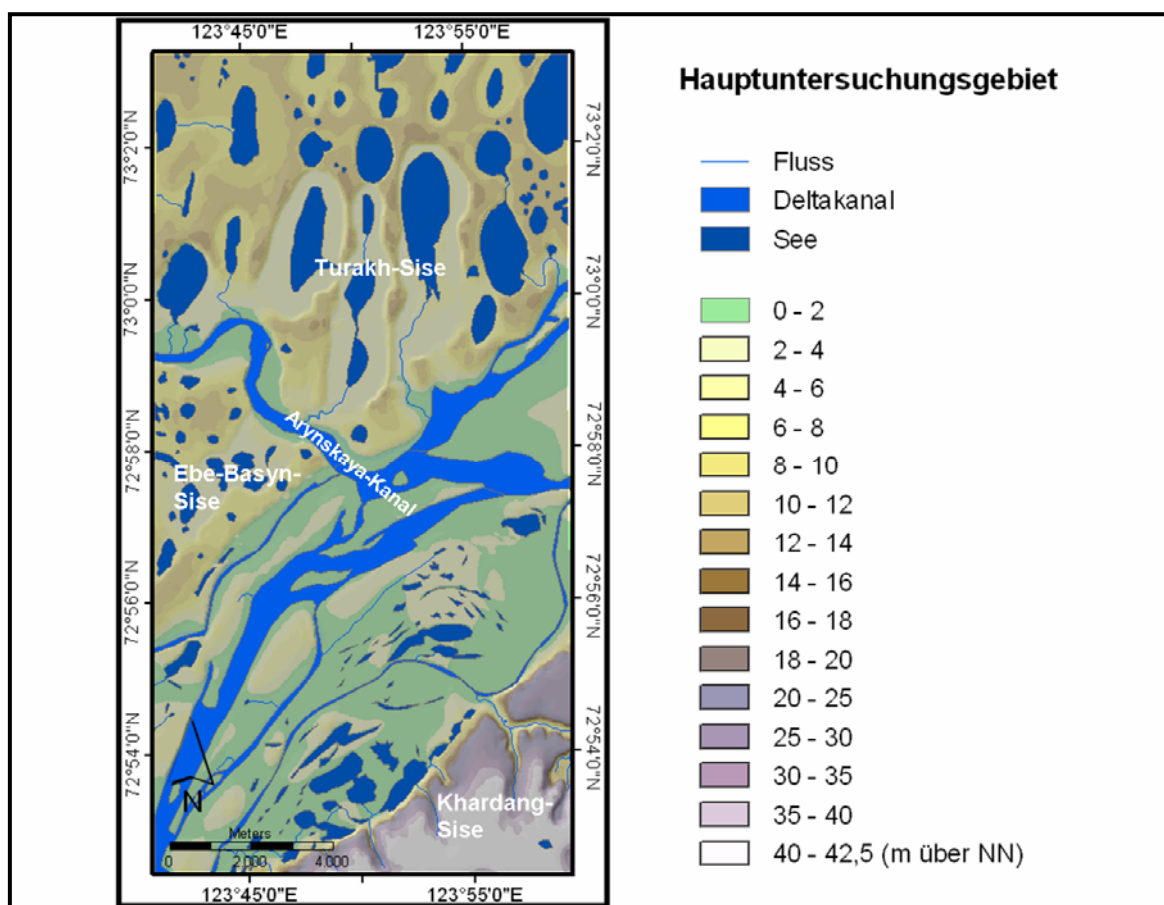 123°45'0"E
123°55'0"E
Hauptuntersuchungsgebiet
73°2'0"N
73°2'0"N
Fluss
Deltakanal
See
Turakh-Sise
73°0'0"N
73°0'0"N
0 - 2
2 - 4
4 - 6
6 - 8
8 - 10
10 - 12
12 - 14
14 - 16
16 - 18
18 - 20
20 - 25
25 - 30
30 - 35
35 - 40
40 - 42,5 (m über NN)
Arynskaya-Kanal
72°58'0"N
72°58'0"N
Ebe-Basyn-
Sise
72°56'0"N
72°56'0"N
72°54'0"N
72°54'0"N
N
Khardang-
Sise
Meters
0 2 000 4 000
123°45'0"E
123°55'0"E